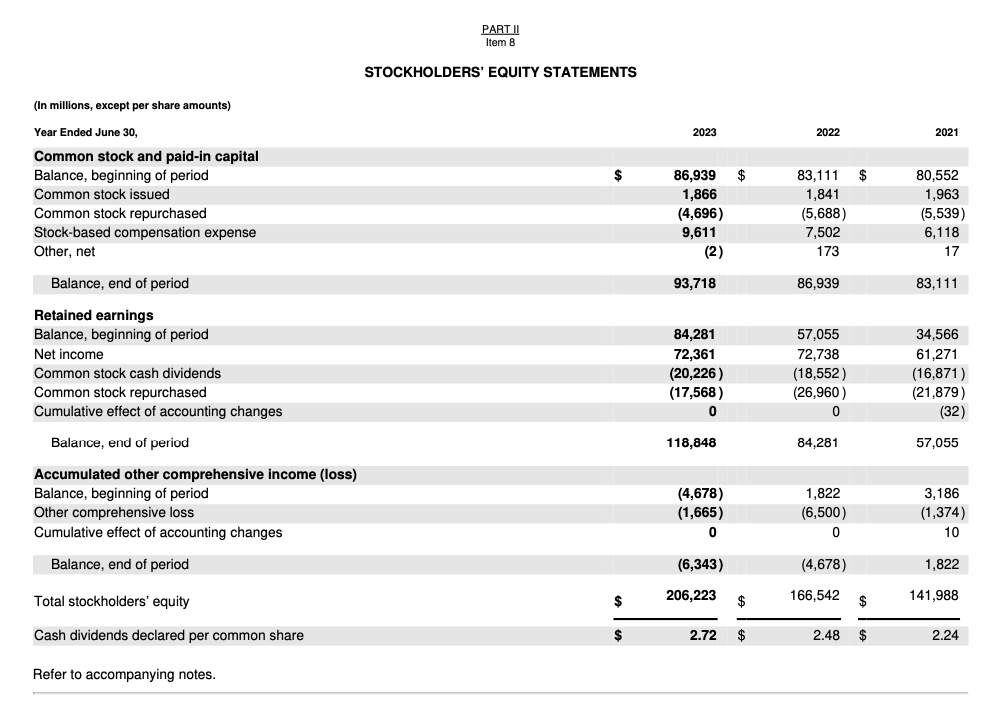 PART II
Item 8
STOCKHOLDERS’ EQUITY STATEMENTS
(In millions, except per share amounts)
Year Ended June 30, 2023 2022 2021
Common stock and paid-in capital
Balance, beginning of period $ 86,939 $ 83,111 $ 80,552
Common stock issued 1,866 1,841 1,963
Common stock repurchased (4,696) (5,688) (5,539)
Stock-based compensation expense 9,611 7,502 6,118
Other, net (2) 173 17
Balance, end of period 93,718 86,939 83,111
Retained earnings
Balance, beginning of period 84,281 57,055 34,566
Net income 72,361 72,738 61,271
Common stock cash dividends (20,226) (18,552) (16,871)
Common stock repurchased (17,568) (26,960) (21,879)
Cumulative effect of accounting changes 0 0 (32)
Balance, end of period 118,848 84,281 57,055
Accumulated other comprehensive income (loss)
Balance, beginning of period (4,678) 1,822 3,186
Other comprehensive loss (1,665) (6,500) (1,374)
Cumulative effect of accounting changes 0 0 10
Balance, end of period (6,343) (4,678) 1,822
Total stockholders’ equity $ 206,223 $ 166,542 $ 141,988
Cash dividends declared per common share $ 2.72 $ 2.48 $ 2.24
Refer to accompanying notes.